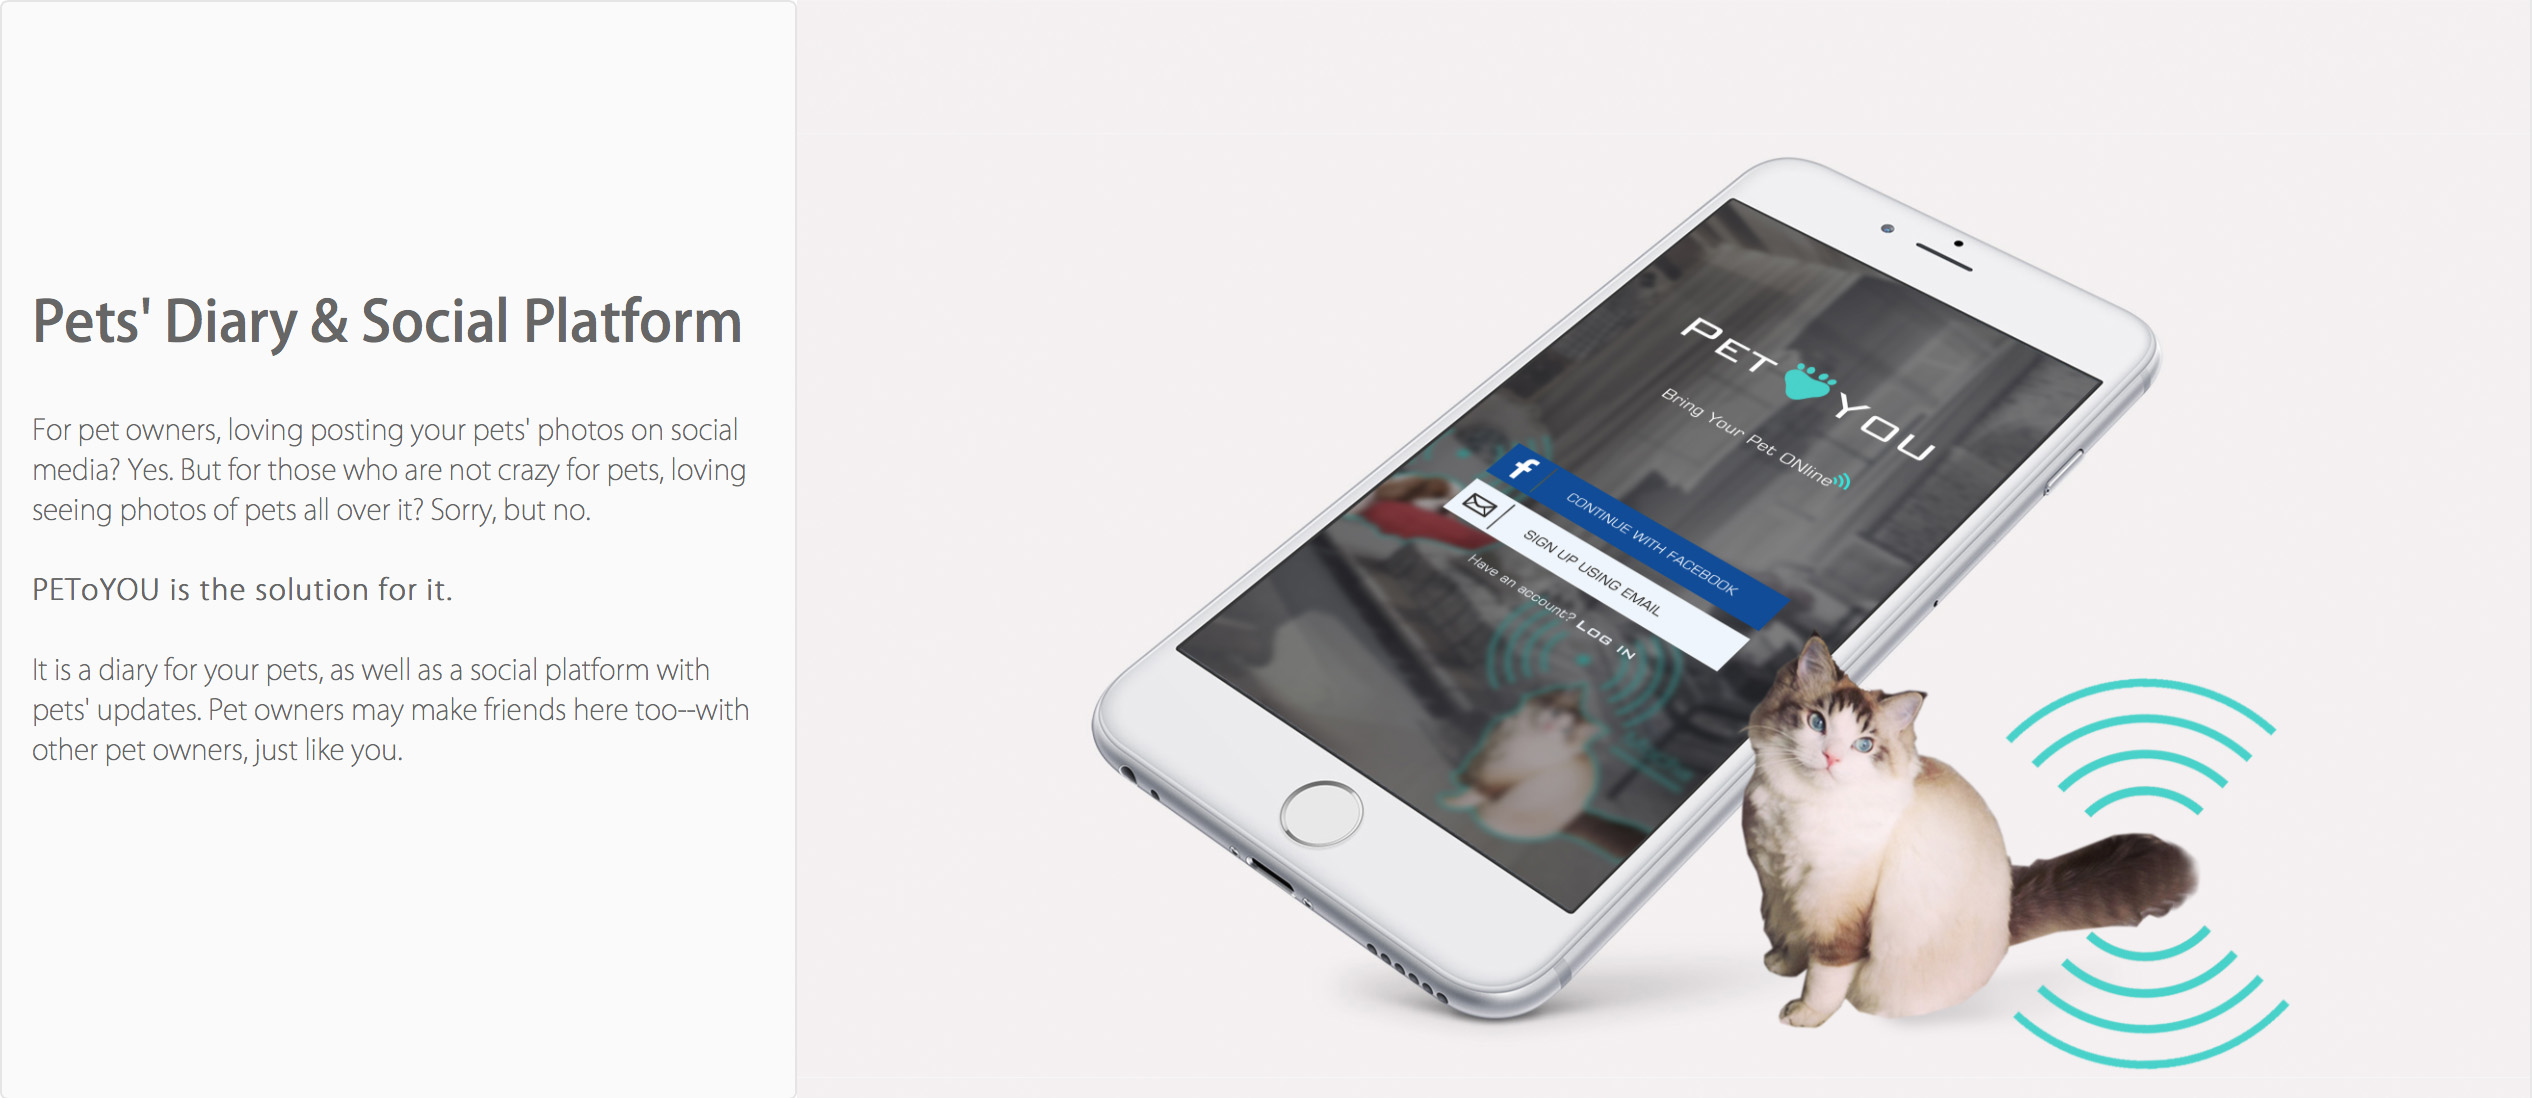 Pets' Diary & Social Platform
For pet owners, loving posting your pets' photos on social
media? Yes. But for those who are not crazy for pets, loving
seeing photos of pets all over it? Sorry, but no.
PEToYOU is the solution for it.
It is a diary for your pets, as well as a social platform with
pets' updates. Pet owners may make friends here too--with
other pet owners, just like you.
PET YOU
Bring Your Pet ONline
f
CONTINUE WITH FACEBOOK
SIGN UP USING EMAIL
Have an account? LOG IN